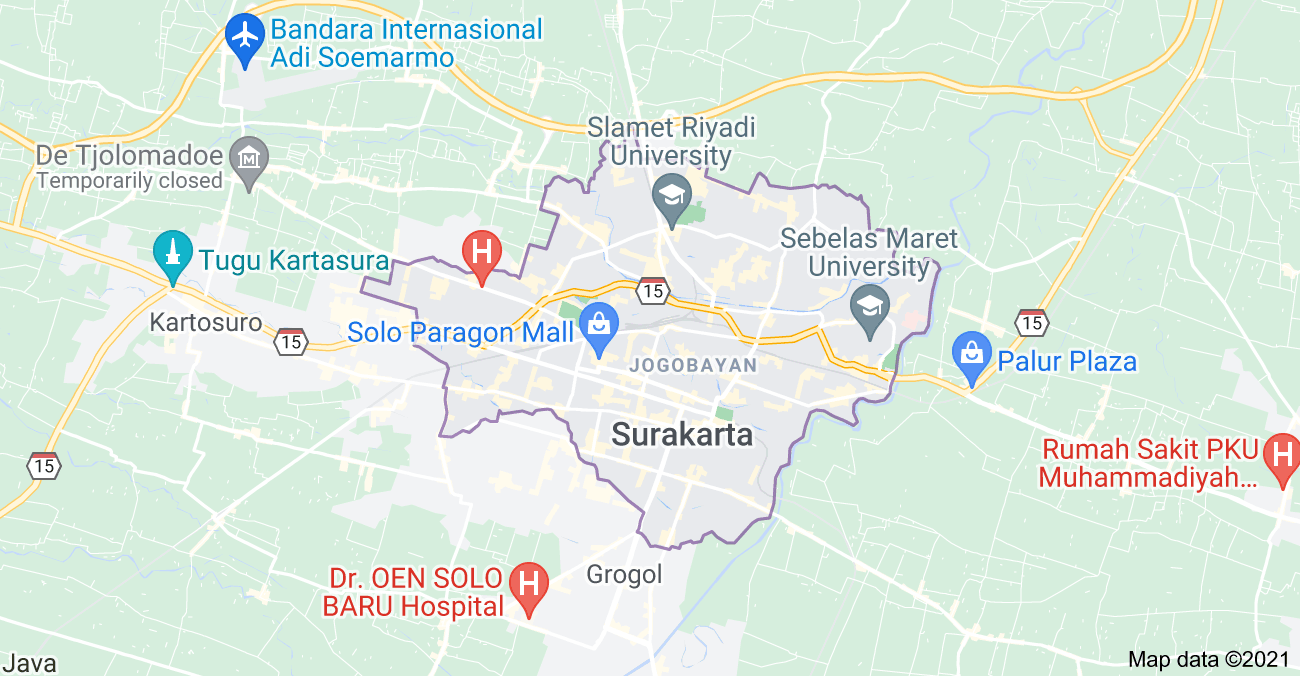 Bandara Internasional
Adi Soemarmo
Slamet Riyadi
University
De Tjolomadoe
Temporarily closed
H
Sebelas Maret
University
Tugu Kartasura
15
Kartosuro
15
Solo Paragon Mall
15
JOGOBAYAN
Palur Plaza
Surakarta
15
Rumah Sakit PKU
Muhammadiyah...
H
Dr. OEN SOLO
BARU Hospital
H
Grogol
Java
Map data ©2021